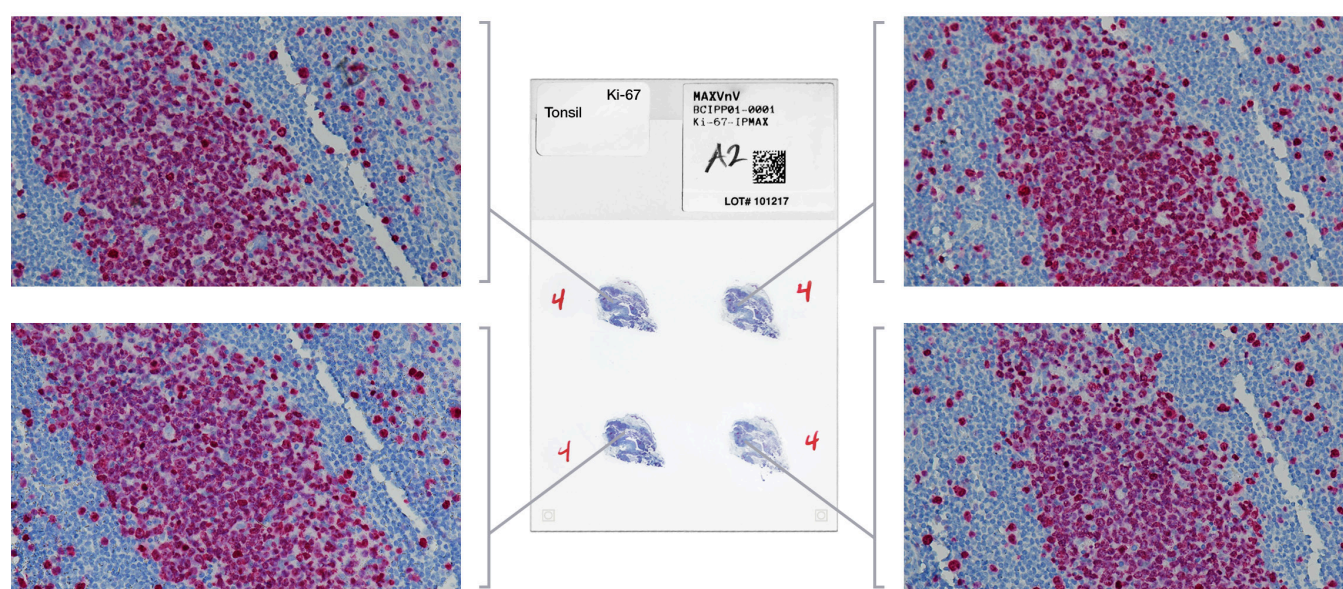 Ki-67
Tonsil
MAXVnV
BCIPP01-0001
Ki-67-IPMAX
A2
LOT# 101217
4
4
4
4